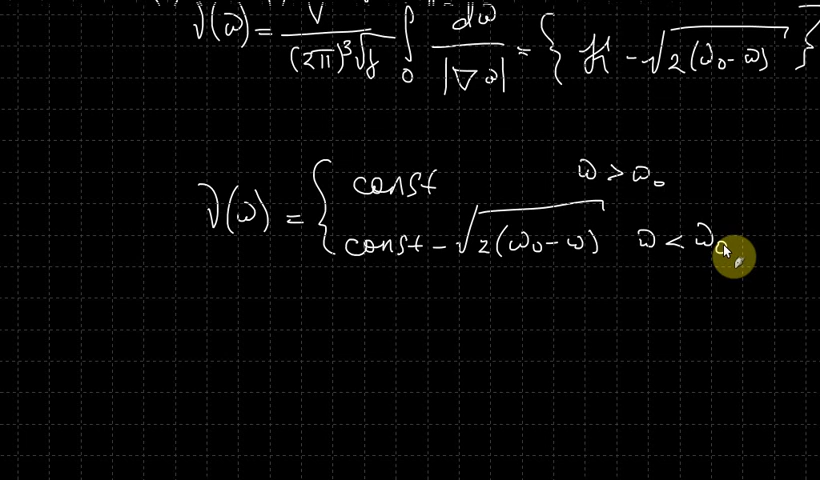 ν(ω) = V / (2π)³√γ ∫₀ dω / |∇ω| = { K - √2(ω₀ - ω) }
ν(ω) = { const ω > ω₀
const - √2(ω₀ - ω) ω < ω₀